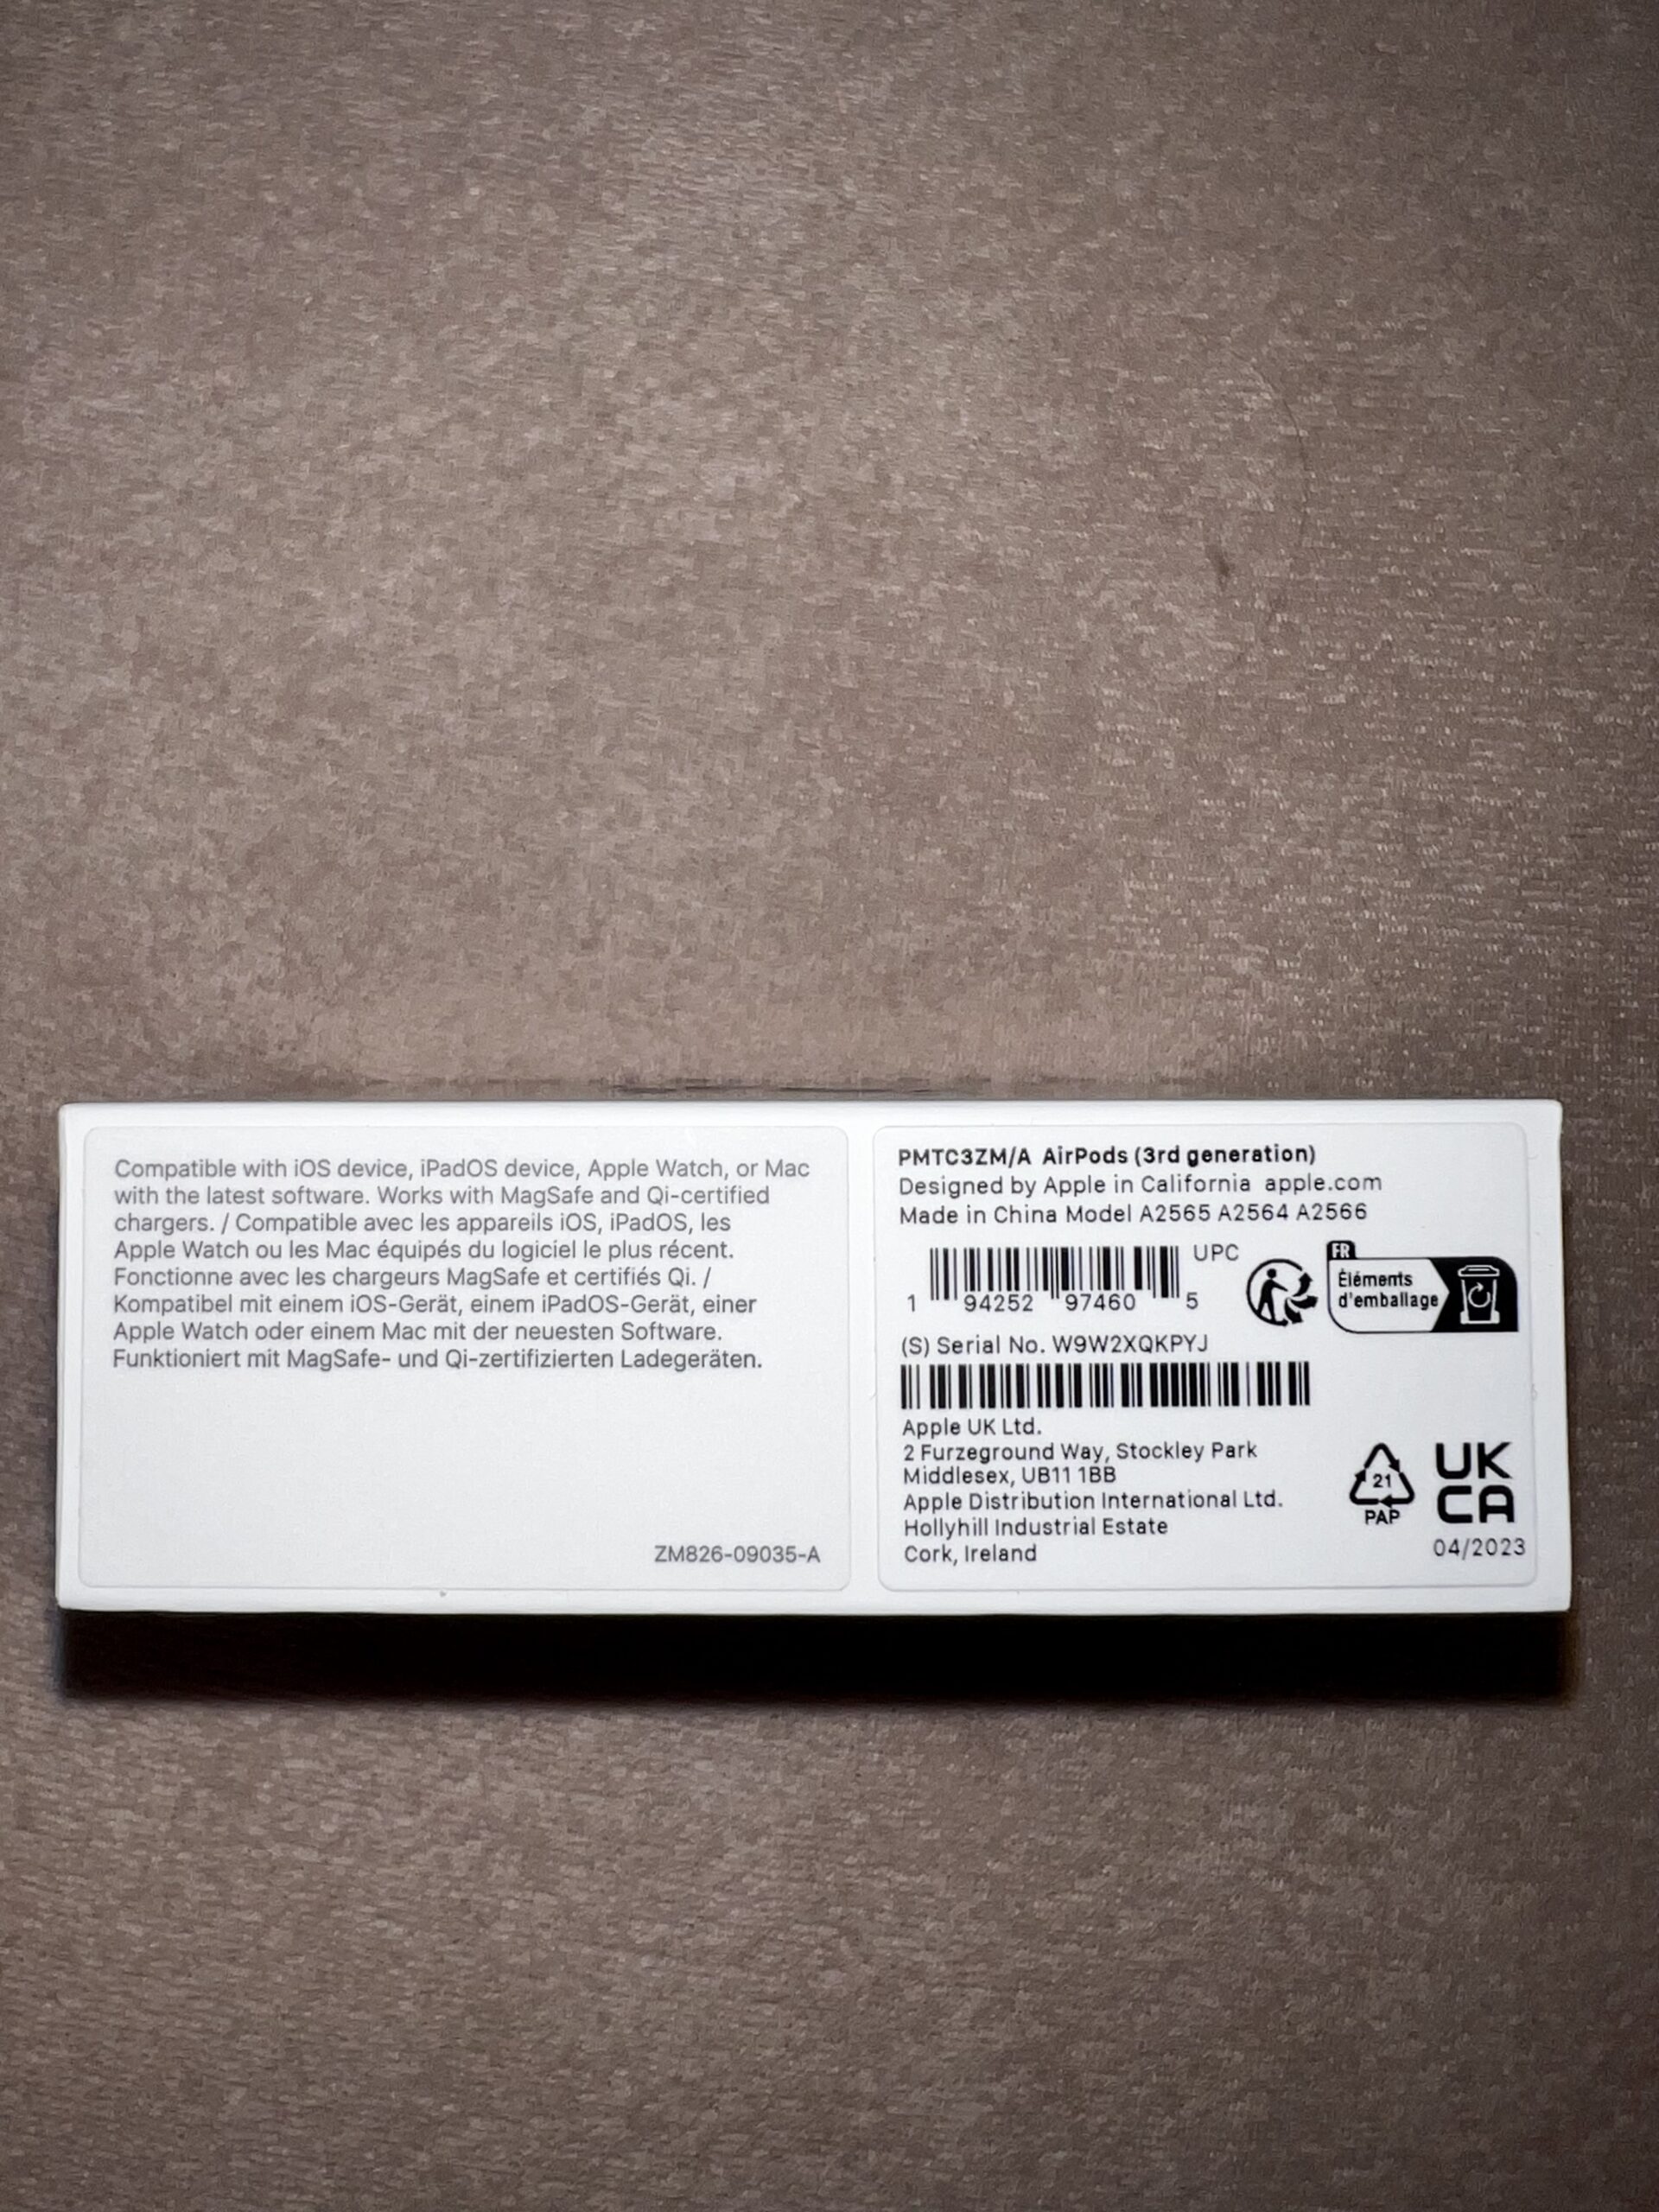 Compatible with iOS device, iPadOS device, Apple Watch, or Mac
with the latest software. Works with MagSafe and Qi-certified
chargers. / Compatible avec les appareils iOS, iPadOS, les
Apple Watch ou les Mac équipés du logiciel le plus récent.
Fonctionne avec les chargeurs MagSafe et certifiés Qi. /
Kompatibel mit einem iOS-Gerät, einem iPadOS-Gerät, einer
Apple Watch oder einem Mac mit der neuesten Software.
Funktioniert mit MagSafe- und Qi-zertifizierten Ladegeräten.
ZM826-09035-A
PMTC3ZM/A AirPods (3rd generation)
Designed by Apple in California apple.com
Made in China Model A2565 A2564 A2566
UPC
1 94252 97460 5
FR
Éléments
d'emballage
(S) Serial No. W9W2XQKPYJ
Apple UK Ltd.
2 Furzeground Way, Stockley Park
Middlesex, UB11 1BB
Apple Distribution International Ltd.
Hollyhill Industrial Estate
Cork, Ireland
21
PAP
UK
CA
04/2023